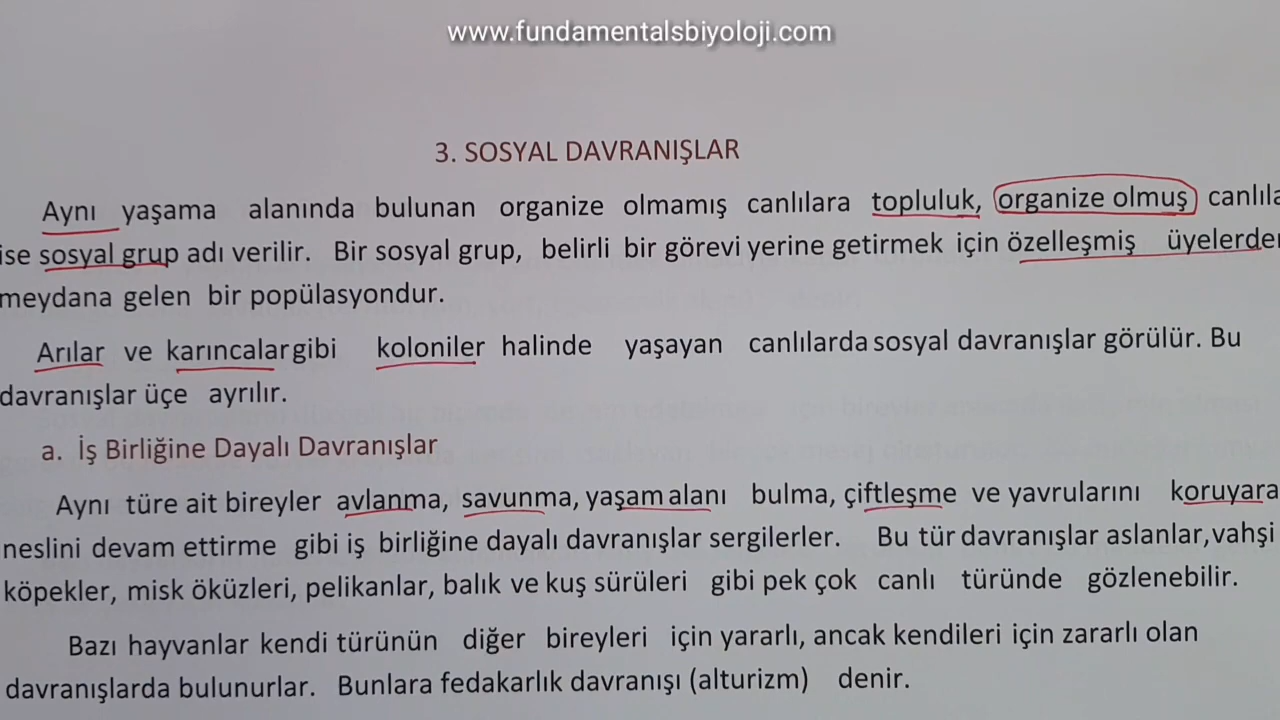 www.fundamentalsbiyoloji.com
3. SOSYAL DAVRANIŞLAR
Aynı yaşama alanında bulunan organize olmamış canlılara topluluk, organize olmuş canlıla
ise sosyal grup adı verilir. Bir sosyal grup, belirli bir görevi yerine getirmek için özelleşmiş üyelerden
meydana gelen bir popülasyondur.
Arılar ve karıncalar gibi koloniler halinde yaşayan canlılarda sosyal davranışlar görülür. Bu
davranışlar üçe ayrılır.
a. İş Birliğine Dayalı Davranışlar
Aynı türe ait bireyler avlanma, savunma, yaşam alanı bulma, çiftleşme ve yavrularını koruyara
neslini devam ettirme gibi iş birliğine dayalı davranışlar sergilerler. Bu tür davranışlar aslanlar, vahşi
köpekler, misk öküzleri, pelikanlar, balık ve kuş sürüleri gibi pek çok canlı türünde gözlenebilir.
Bazı hayvanlar kendi türünün diğer bireyleri için yararlı, ancak kendileri için zararlı olan
davranışlarda bulunurlar. Bunlara fedakarlık davranışı (alturizm) denir.